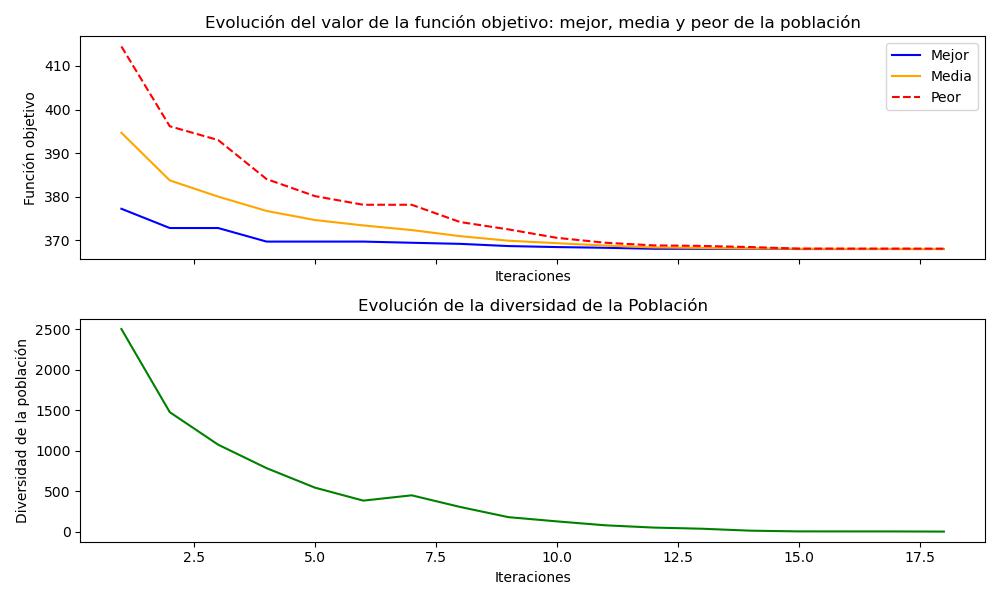 Evolución del valor de la función objetivo: mejor, media y peor de la población
Función objetivo
410
400
390
380
370
Mejor
Media
Peor
Iteraciones
Evolución de la diversidad de la Población
Diversidad de la población
2500
2000
1500
1000
500
0
2.5 5.0 7.5 10.0 12.5 15.0 17.5
Iteraciones